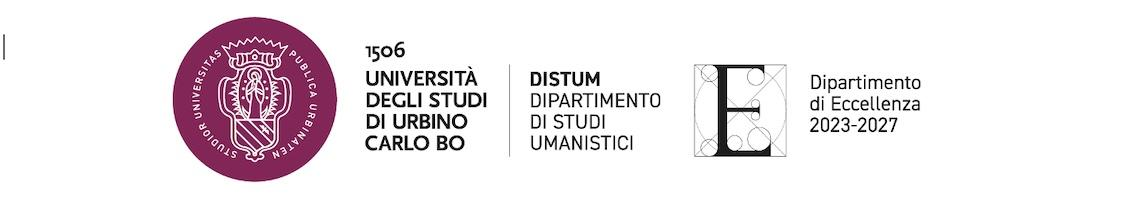 STUDIOR UNIVERSITAS
PUBLICA URBINATEN
1506
UNIVERSITÀ
DEGLI STUDI
DI URBINO
CARLO BO
DISTUM
DIPARTIMENTO
DI STUDI
UMANISTICI
E
Dipartimento
di Eccellenza
2023-2027